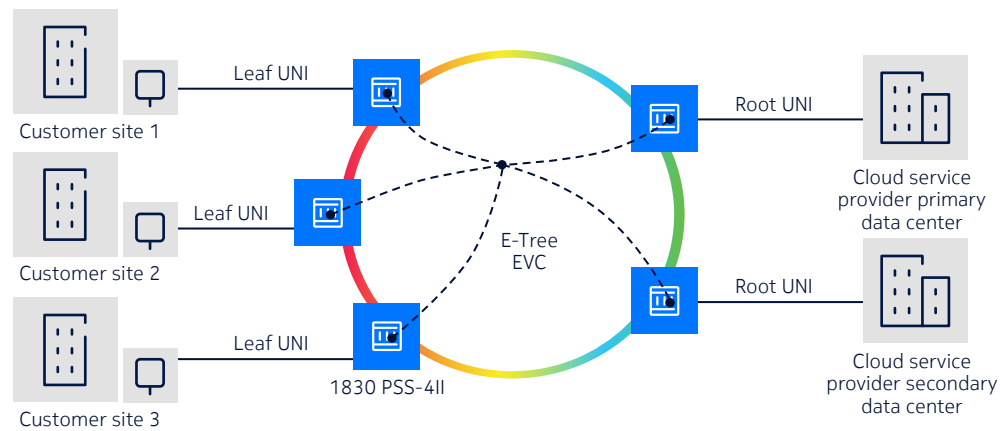 Leaf UNI
Customer site 1
Leaf UNI
Customer site 2
Leaf UNI
Customer site 3
1830 PSS-4II
E-Tree
EVC
Root UNI
Cloud service
provider primary
data center
Root UNI
Cloud service
provider secondary
data center